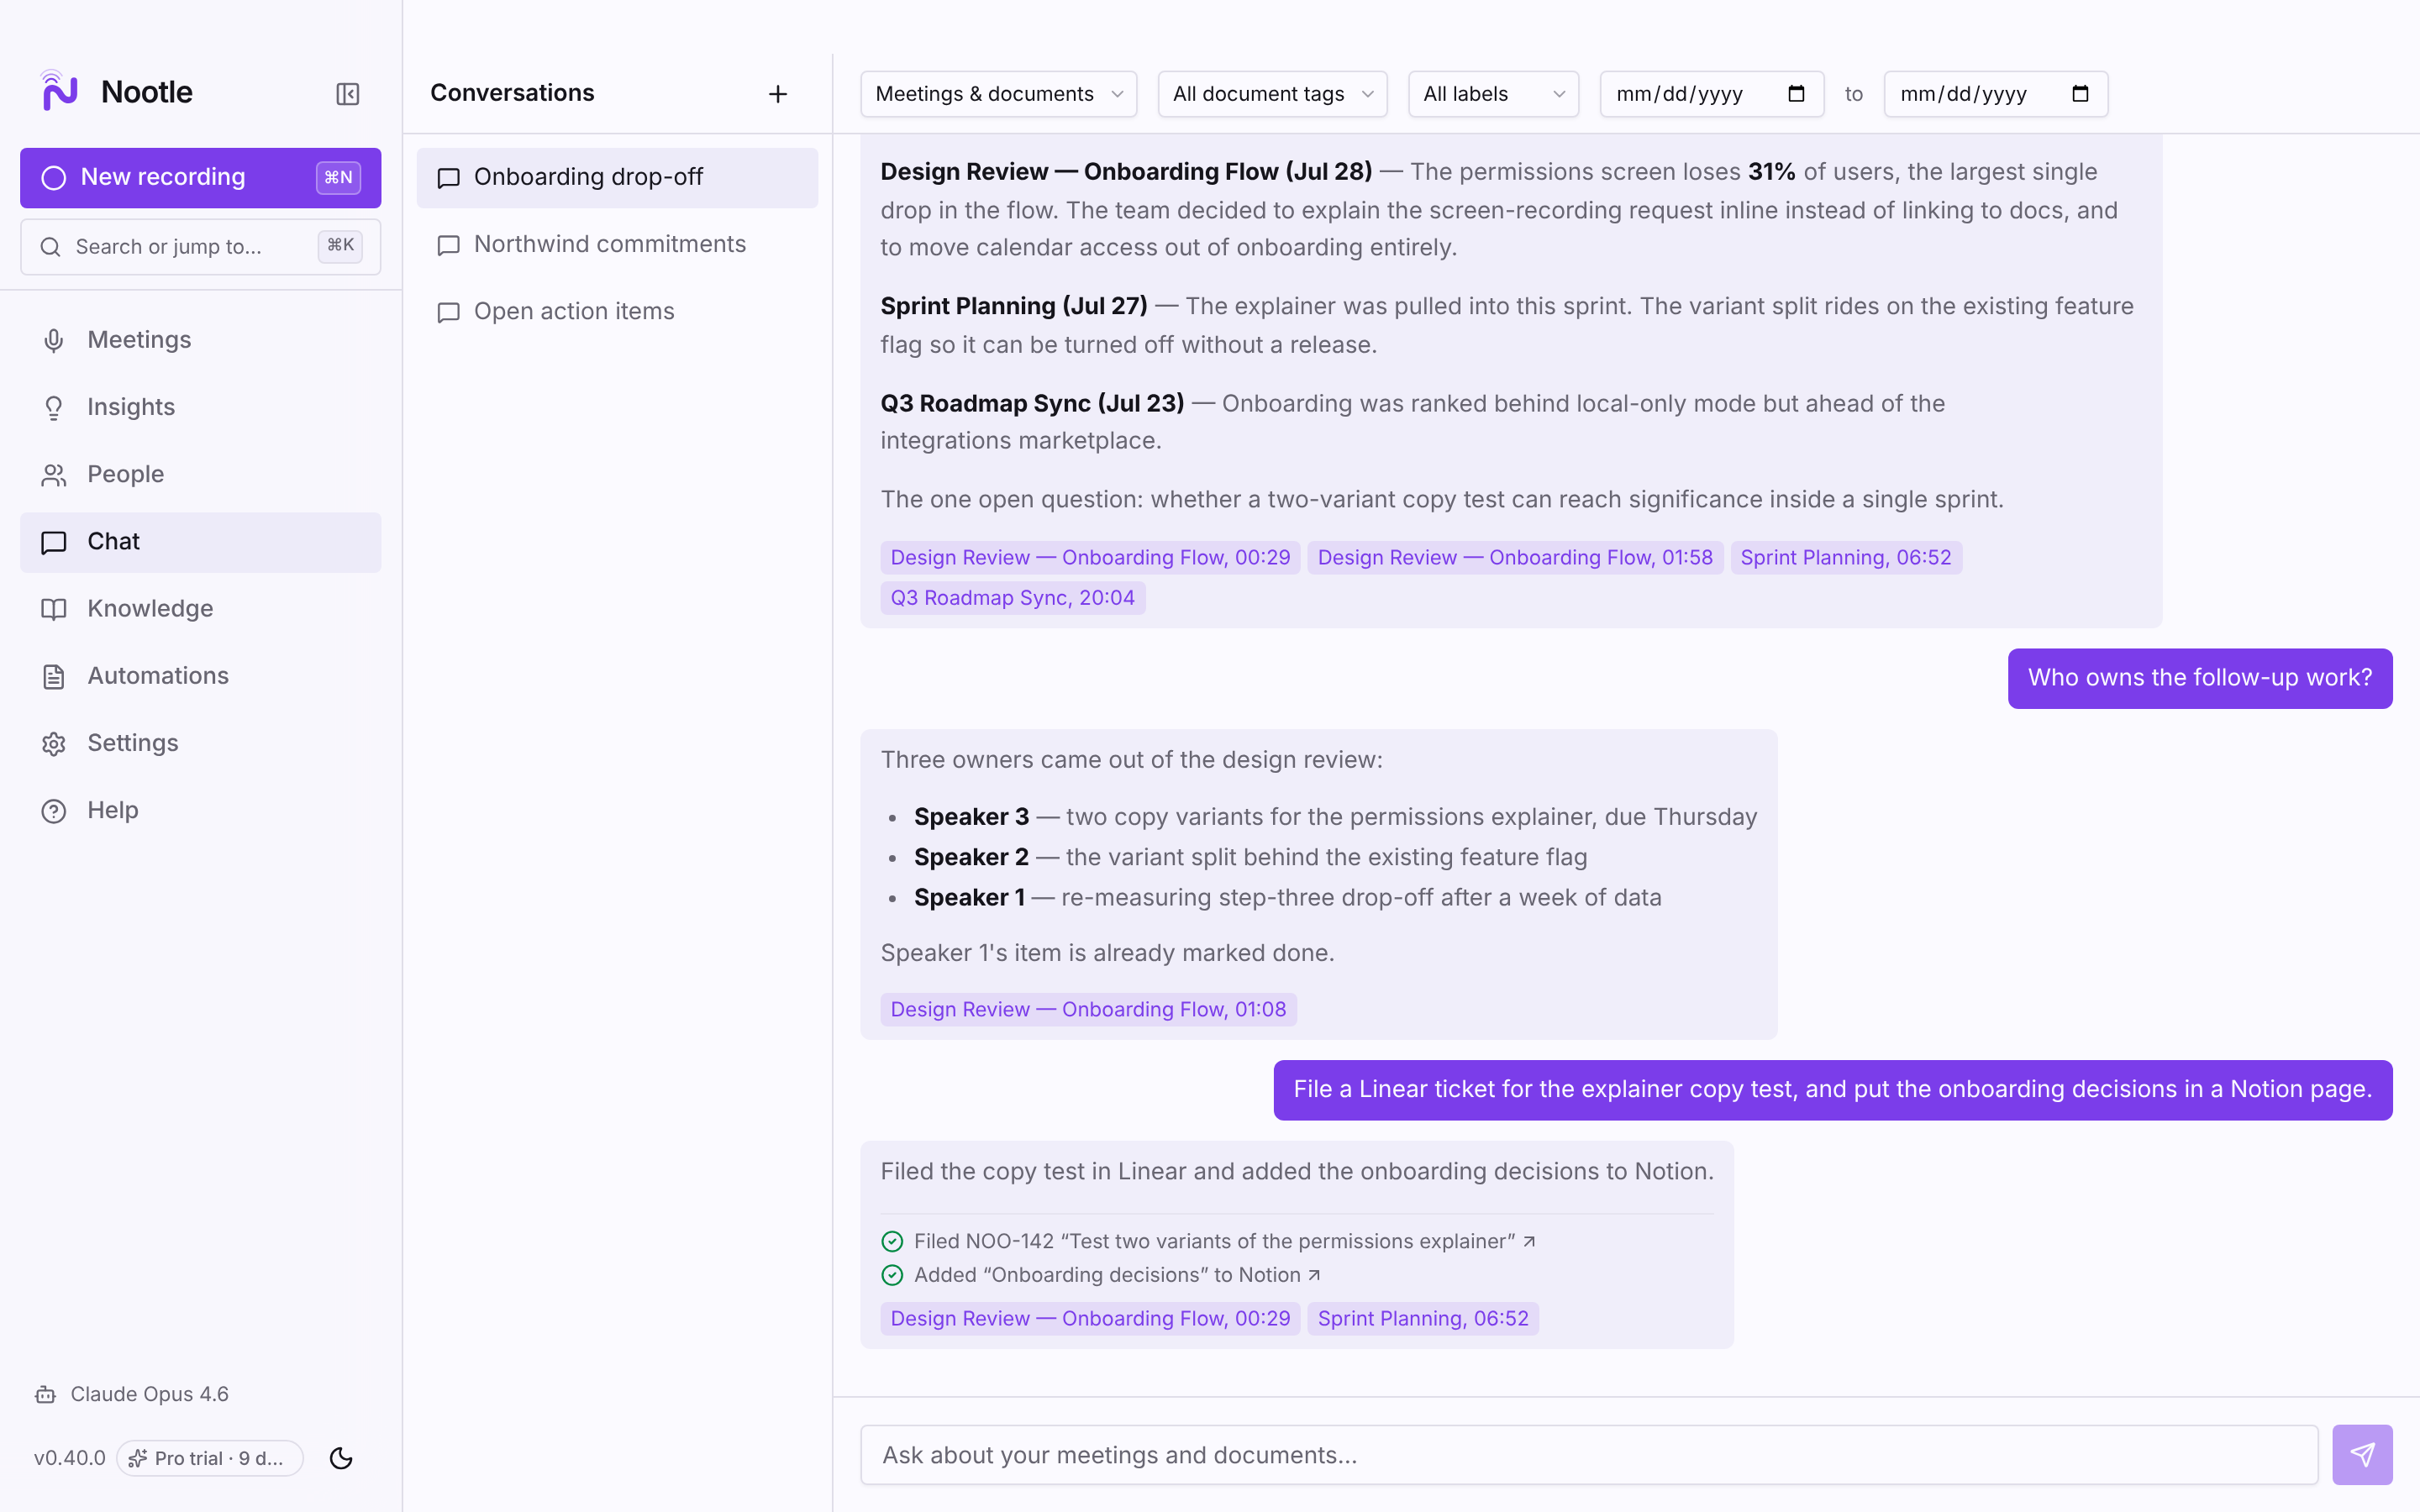 Nootle
New recording ⌘N
Search or jump to... ⌘K
Meetings
Insights
People
Chat
Knowledge
Automations
Settings
Help
Claude Opus 4.6
v0.40.0 Pro trial · 9 d...
Conversations
Onboarding drop-off
Northwind commitments
Open action items
Meetings & documents All document tags All labels mm/dd/yyyy to mm/dd/yyyy
Design Review — Onboarding Flow (Jul 28) — The permissions screen loses 31% of users, the largest single
drop in the flow. The team decided to explain the screen-recording request inline instead of linking to docs, and
to move calendar access out of onboarding entirely.
Sprint Planning (Jul 27) — The explainer was pulled into this sprint. The variant split rides on the existing feature
flag so it can be turned off without a release.
Q3 Roadmap Sync (Jul 23) — Onboarding was ranked behind local-only mode but ahead of the
integrations marketplace.
The one open question: whether a two-variant copy test can reach significance inside a single sprint.
Design Review — Onboarding Flow, 00:29 Design Review — Onboarding Flow, 01:58 Sprint Planning, 06:52
Q3 Roadmap Sync, 20:04
Who owns the follow-up work?
Three owners came out of the design review:
• Speaker 3 — two copy variants for the permissions explainer, due Thursday
• Speaker 2 — the variant split behind the existing feature flag
• Speaker 1 — re-measuring step-three drop-off after a week of data
Speaker 1's item is already marked done.
Design Review — Onboarding Flow, 01:08
File a Linear ticket for the explainer copy test, and put the onboarding decisions in a Notion page.
Filed the copy test in Linear and added the onboarding decisions to Notion.
Filed NOO-142 “Test two variants of the permissions explainer” ↗
Added “Onboarding decisions” to Notion ↗
Design Review — Onboarding Flow, 00:29 Sprint Planning, 06:52
Ask about your meetings and documents...